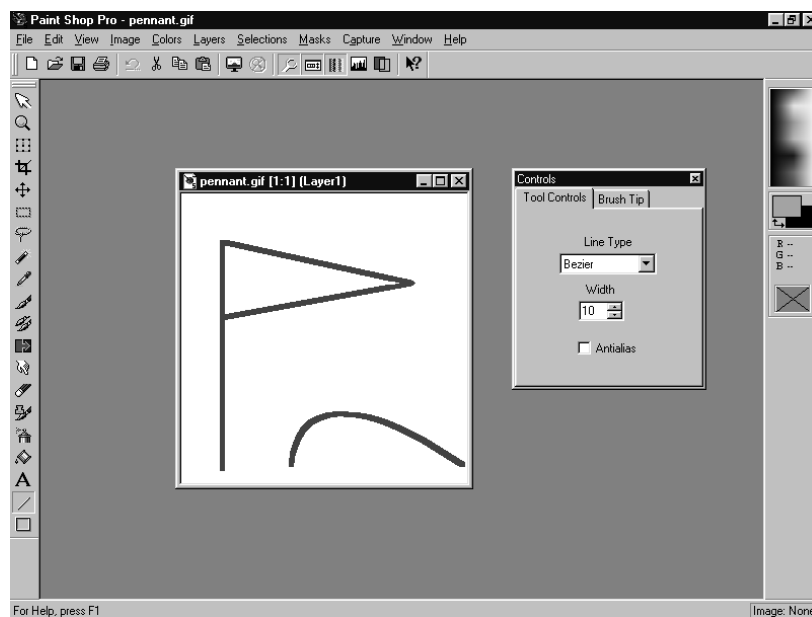 Paint Shop Pro - pennant.gif
File Edit View Image Colors Layers Selections Masks Capture Window Help
pennant.gif [1:1] (Layer1)
Controls
Tool Controls Brush Tip
Line Type
Bezier
Width
10
Antialias
R --
G --
B --
A
For Help, press F1
Image: None